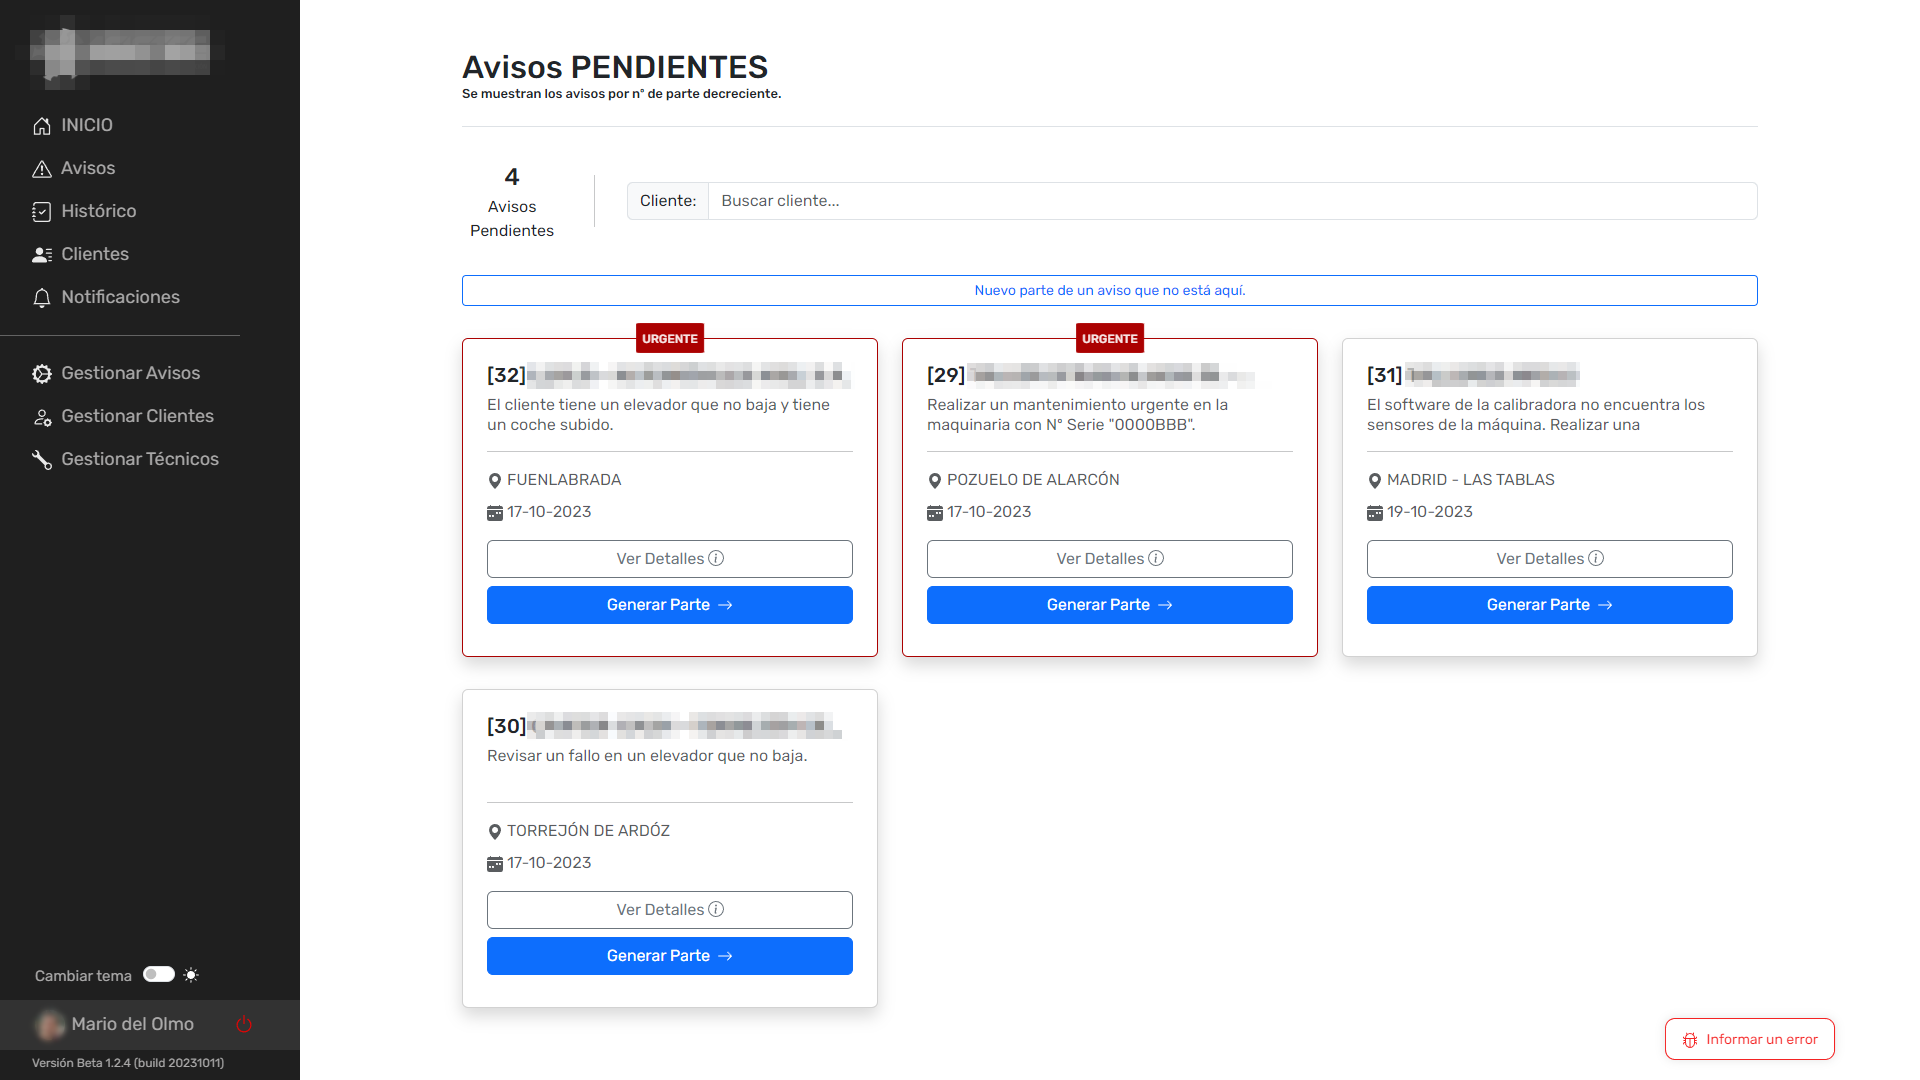 INICIO
Avisos
Histórico
Clientes
Notificaciones
Gestionar Avisos
Gestionar Clientes
Gestionar Técnicos
Cambiar tema
Mario del Olmo
Versión Beta 1.2.4 (build 20231011)
Avisos PENDIENTES
Se muestran los avisos por nº de parte decreciente.
4
Avisos
Pendientes
Cliente: Buscar cliente...
Nuevo parte de un aviso que no está aquí.
URGENTE
[32]
El cliente tiene un elevador que no baja y tiene
un coche subido.
FUENLABRADA
17-10-2023
Ver Detalles
Generar Parte →
URGENTE
[29]
Realizar un mantenimiento urgente en la
maquinaria con Nº Serie "0000BBB".
POZUELO DE ALARCÓN
17-10-2023
Ver Detalles
Generar Parte →
[31]
El software de la calibradora no encuentra los
sensores de la máquina. Realizar una
MADRID - LAS TABLAS
19-10-2023
Ver Detalles
Generar Parte →
[30]
Revisar un fallo en un elevador que no baja.
TORREJÓN DE ARDÓZ
17-10-2023
Ver Detalles
Generar Parte →
Informar un error